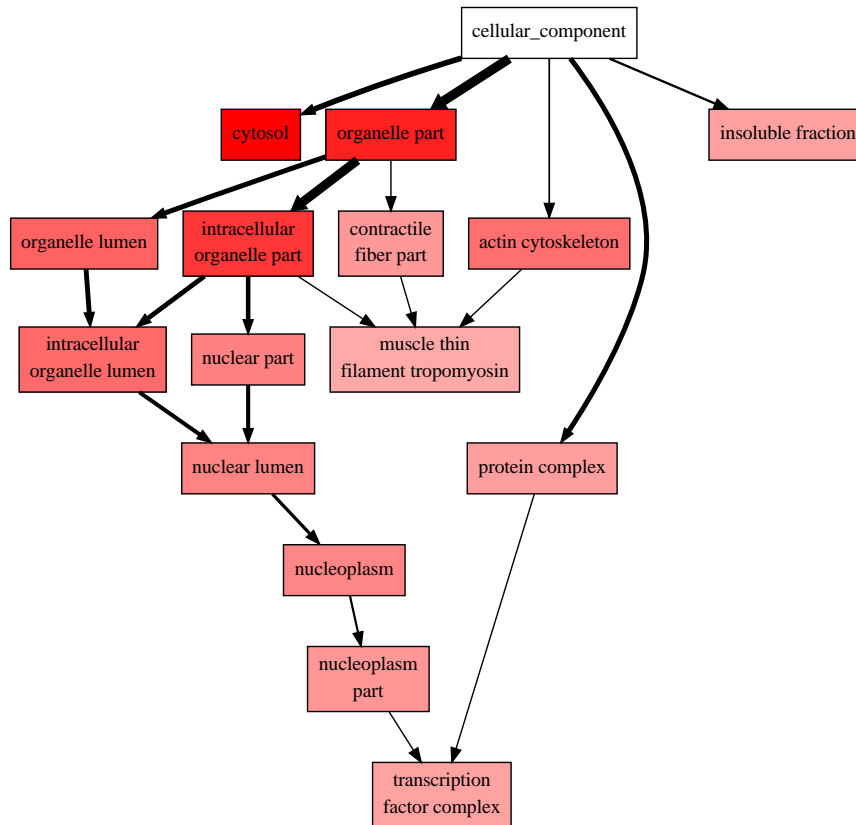 cellular_component
cytosol
organelle part
insoluble fraction
organelle lumen
intracellular
organelle part
contractile
fiber part
actin cytoskeleton
intracellular
organelle lumen
nuclear part
muscle thin
filament tropomyosin
nuclear lumen
protein complex
nucleoplasm
nucleoplasm
part
transcription
factor complex